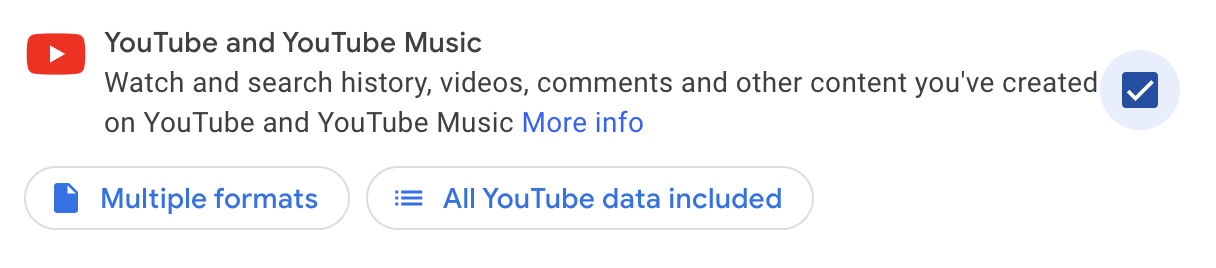 YouTube and YouTube Music
Watch and search history, videos, comments and other content you've created
on YouTube and YouTube Music More info
Multiple formats
All YouTube data included